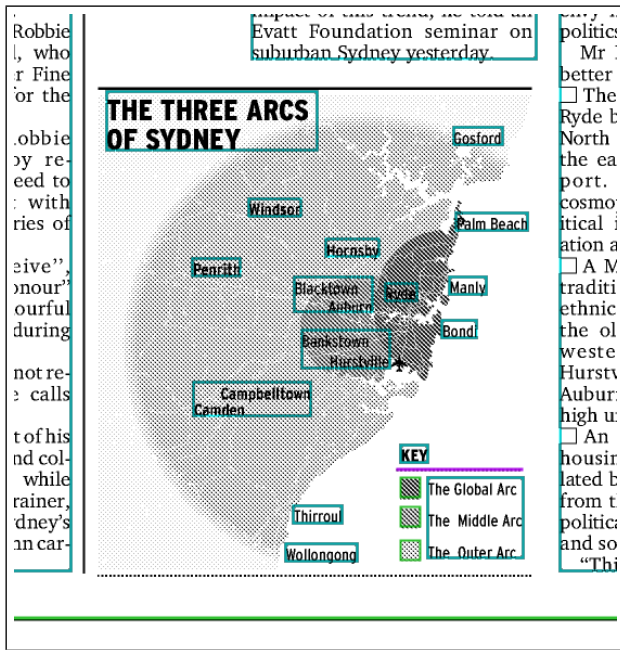 Robbie
who
Fine
for the
Lobbie
by re-
eed to
with
ries of
eive",
onour"
ourful
during
not re-
calls
t of his
nd col-
while
rainer,
dney's
nn car-
impact of this trend, he told an
Evatt Foundation seminar on
suburban Sydney yesterday.
THE THREE ARCS
OF SYDNEY
Gosford
Windsor
Palm Beach
Hornsby
Penrith
Blacktown
Ryde
Manly
Auburn
Bondi
Bankstown
Hurstville
Campbelltown
Camden
KEY
The Global Arc
The Middle Arc
Thirroul
The Outer Arc
Wollongong
envy
politics
Mr
better
The
Ryde b
North
the ea
port.
cosmo
itical i
ation a
A M
traditi
ethnic
the ol
weste
Hurstv
Auburn
high u
An
housin
lated b
from th
politica
and so
"Thi